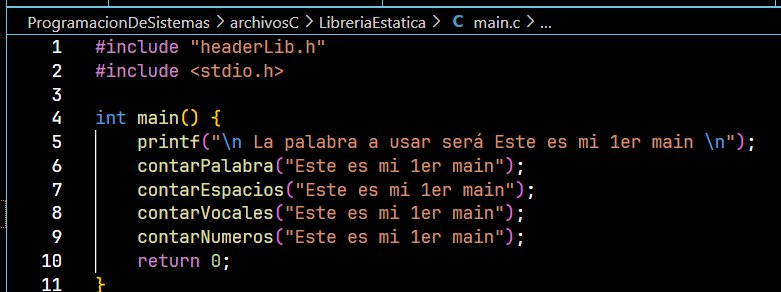 ProgramacionDeSistemas > archivosC > LibreriaEstatica > C main.c > ...
1 #include "headerLib.h"
2 #include <stdio.h>
3
4 int main() {
5 printf("\n La palabra a usar será Este es mi 1er main \n");
6 contarPalabra("Este es mi 1er main");
7 contarEspacios("Este es mi 1er main");
8 contarVocales("Este es mi 1er main");
9 contarNumeros("Este es mi 1er main");
10 return 0;
11 }